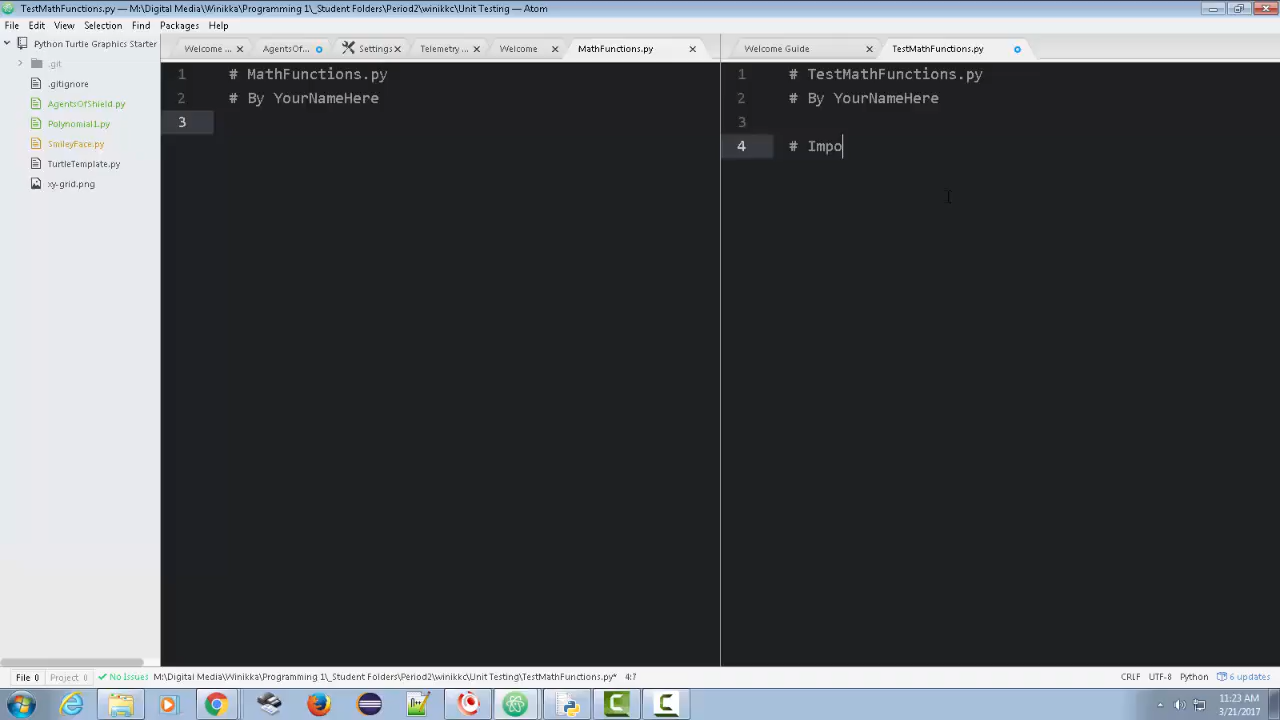 TestMathFunctions.py — M:\Digital Media\Winikka\Programming 1\_Student Folders\Period2\winikkc\Unit Testing — Atom
File Edit View Selection Find Packages Help
Python Turtle Graphics Starter
.git
.gitignore
AgentsOfShield.py
Polynomial1.py
SmileyFace.py
TurtleTemplate.py
xy-grid.png
Welcome ... AgentsOf... Settings Telemetry ... Welcome MathFunctions.py
1 # MathFunctions.py
2 # By YourNameHere
3
Welcome Guide TestMathFunctions.py
1 # TestMathFunctions.py
2 # By YourNameHere
3
4 # Impo
File 0 Project 0 No Issues M:\Digital Media\Winikka\Programming 1\_Student Folders\Period2\winikkc\Unit Testing\TestMathFunctions.py* 4:7 CRLF UTF-8 Python 6 updates
11:23 AM
3/21/2017